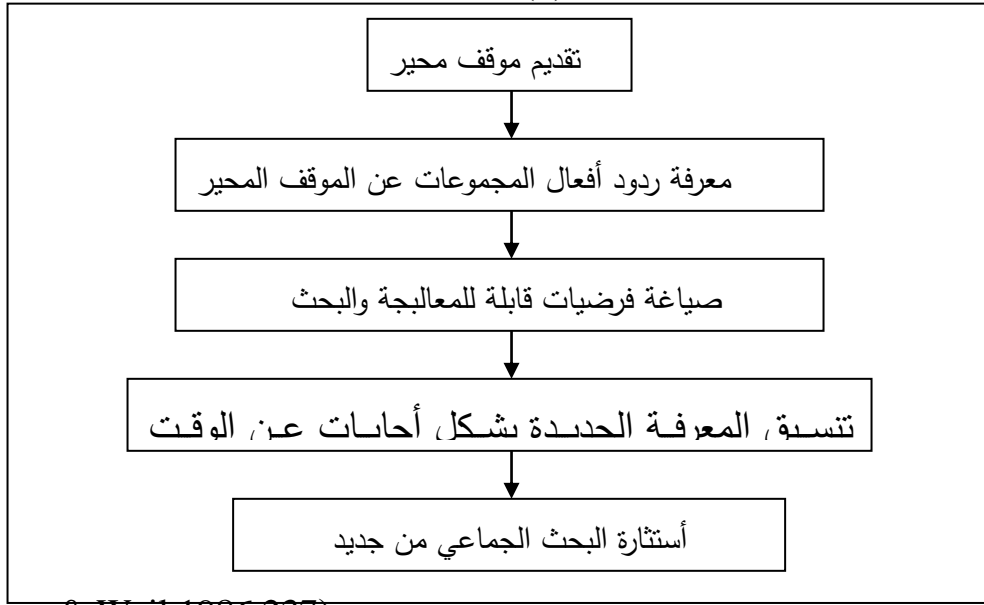 تقديم موقف محير
معرفة ردود أفعال المجموعات عن الموقف المحير
صياغة فرضيات قابلة للمعالبجة والبحث
تنسيق المعرفة الجديدة بشكل أجابات عن الوقت
أستثارة البحث الجماعي من جديد